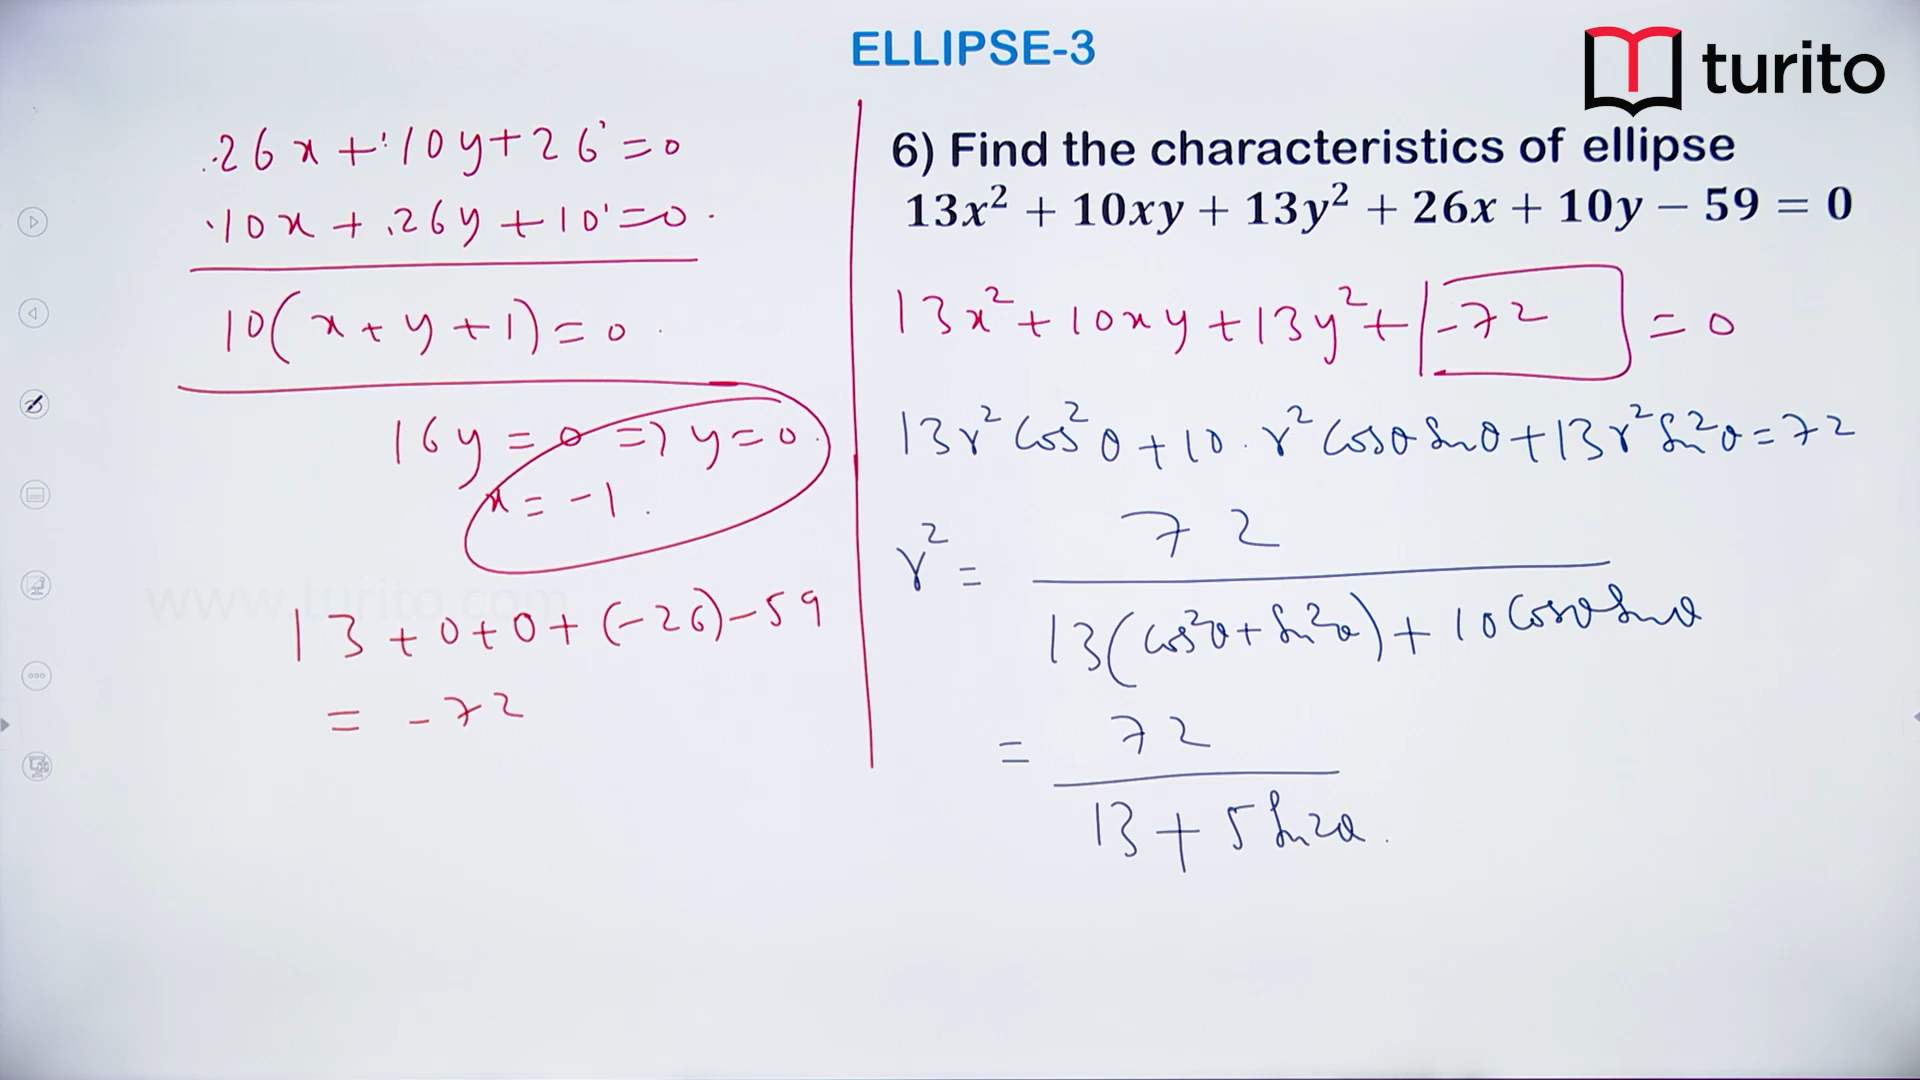 ELLIPSE-3
turito
26x + 10y + 26 = 0
10x + 26y + 10 = 0
10(x + y + 1) = 0
16y = 0 => y = 0
x = -1
13 + 0 + 0 + (-26) - 59
= -72
www.turito.com
6) Find the characteristics of ellipse
13x² + 10xy + 13y² + 26x + 10y − 59 = 0
13x² + 10xy + 13y² + -72 = 0
13r² Cos²θ + 10 · r² Cosθ Sinθ + 13r² Sin²θ = 72
r² = 72
13(Cos²θ + Sin²θ) + 10 Cosθ Sinθ
= 72
13 + 5 Sin2θ.